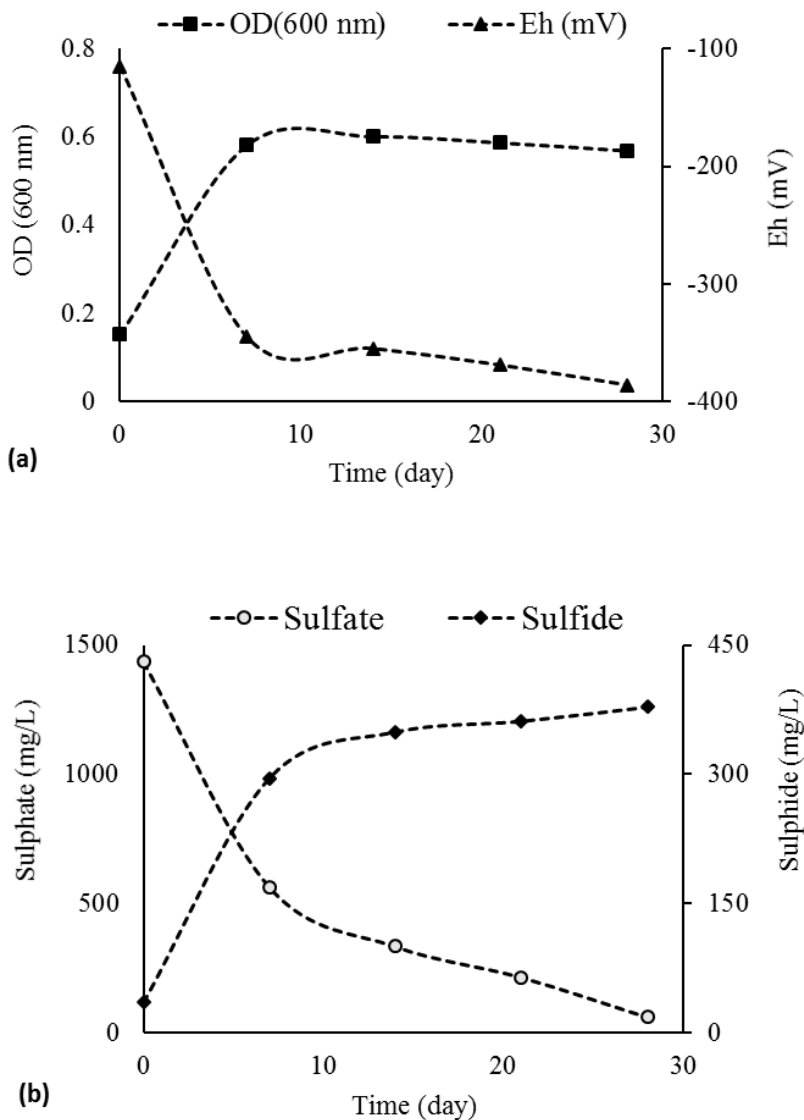 OD(600 nm) Eh (mV)
0.8 -100
0.6 -200
0.4 -300
0.2
0 -400
0 10 20 30
OD (600 nm)
Eh (mV)
Time (day)
(a)
Sulfate Sulfide
1500 450
1000 300
500 150
0 0
0 10 20 30
Sulphate (mg/L)
Sulphide (mg/L)
Time (day)
(b)